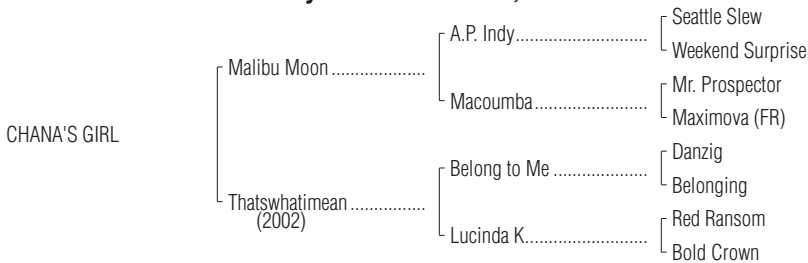 Seattle Slew
A.P. Indy
Weekend Surprise
Malibu Moon
Mr. Prospector
Macoumba
Maximova (FR)
CHANA'S GIRL
Danzig
Belong to Me
Belonging
Thatswhatimean
(2002)
Red Ransom
Lucinda K.
Bold Crown